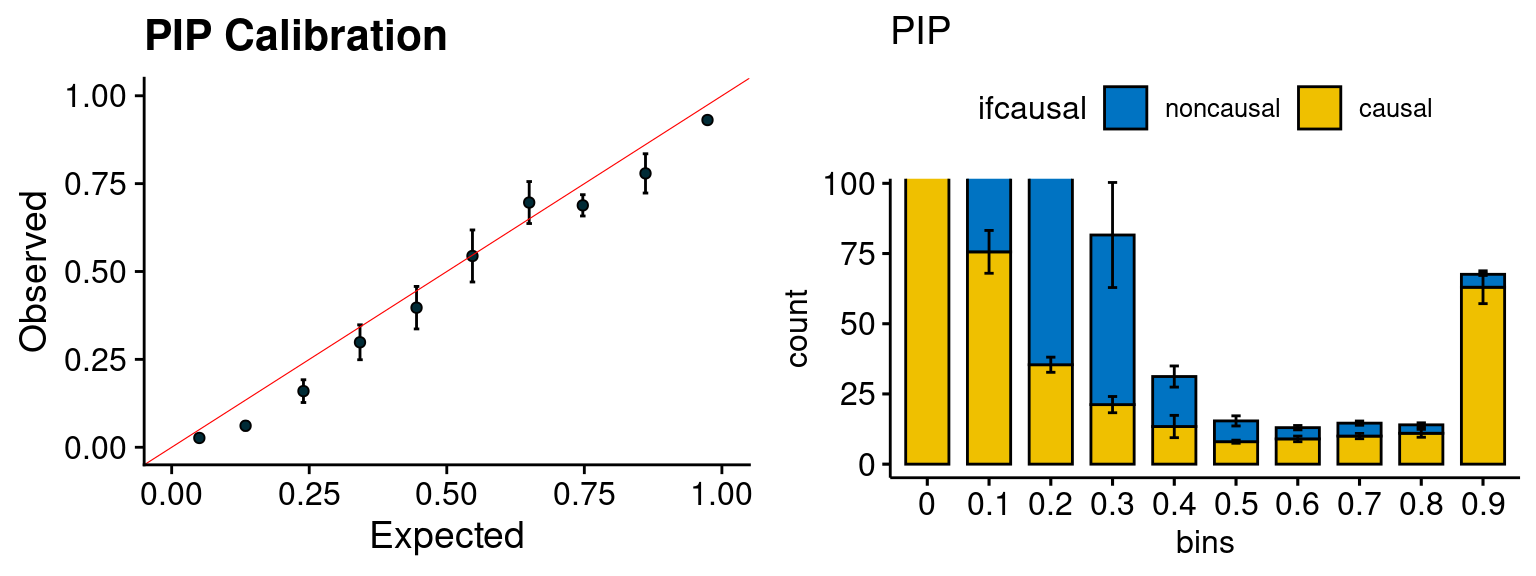 PIP Calibration
1.00
0.75
0.50
0.25
0.00
Observed
0.00 0.25 0.50 0.75 1.00
Expected
PIP
ifcausal noncausal causal
100
75
50
25
0
count
0 0.1 0.2 0.3 0.4 0.5 0.6 0.7 0.8 0.9
bins